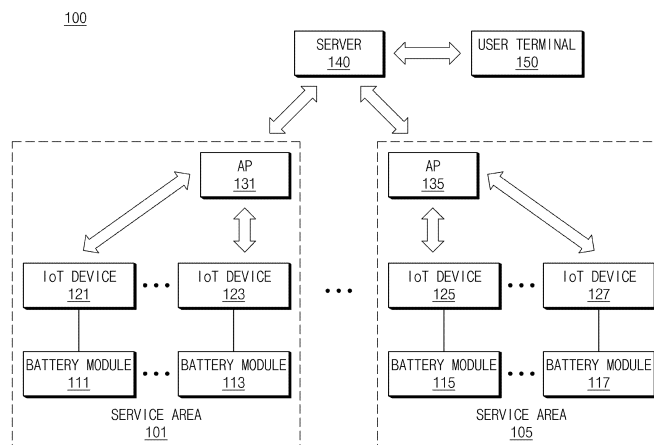 100
SERVER
140
USER TERMINAL
150
AP
131
AP
135
IoT DEVICE
121
IoT DEVICE
123
IoT DEVICE
125
IoT DEVICE
127
BATTERY MODULE
111
BATTERY MODULE
113
BATTERY MODULE
115
BATTERY MODULE
117
SERVICE AREA
101
SERVICE AREA
105